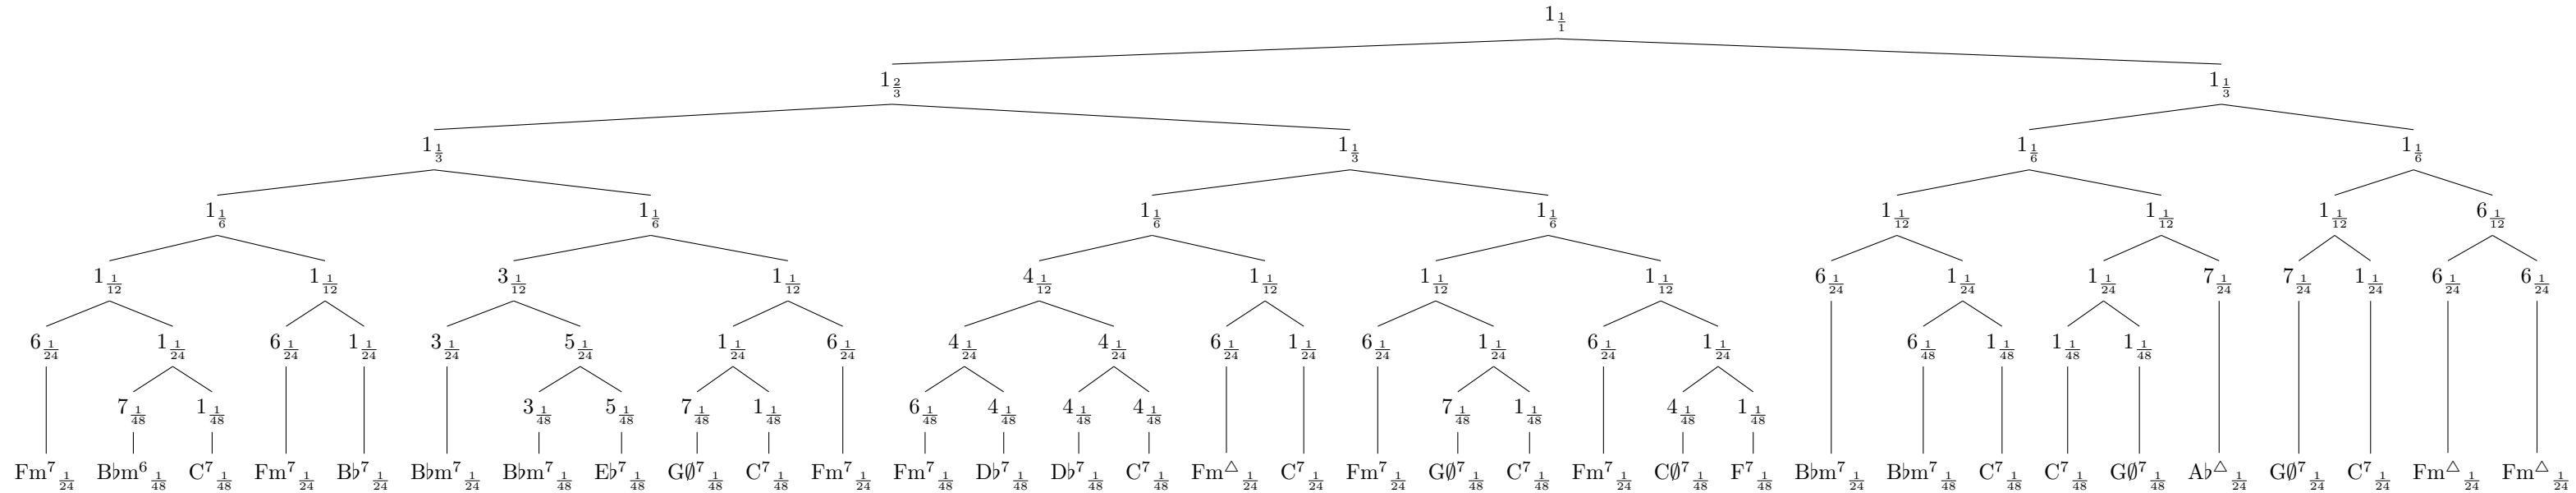 1 1/1
1 2/3 1 1/3
1 1/3 1 1/3 1 1/6 1 1/6
1 1/6 1 1/6 1 1/6 1 1/6 1 1/12 1 1/12 1 1/12 6 1/12
1 1/12 1 1/12 3 1/12 1 1/12 4 1/12 1 1/12 1 1/12 1 1/12 6 1/24 1 1/24 1 1/24 7 1/24 7 1/24 1 1/24 6 1/24 6 1/24
6 1/24 1 1/24 6 1/24 1 1/24 3 1/24 5 1/24 1 1/24 6 1/24 4 1/24 4 1/24 6 1/24 1 1/24 6 1/24 1 1/24 6 1/24 1 1/24 6 1/48 1 1/48 1 1/48 1 1/48
7 1/48 1 1/48 3 1/48 5 1/48 7 1/48 1 1/48 6 1/48 4 1/48 4 1/48 4 1/48 7 1/48 1 1/48 4 1/48 1 1/48
Fm⁷ 1/24 B♭m⁶ 1/48 C⁷ 1/48 Fm⁷ 1/24 B♭⁷ 1/24 B♭m⁷ 1/24 B♭m⁷ 1/48 E♭⁷ 1/48 G∅⁷ 1/48 C⁷ 1/48 Fm⁷ 1/24 Fm⁷ 1/48 D♭⁷ 1/48 D♭⁷ 1/48 C⁷ 1/48 Fm△ 1/24 C⁷ 1/24 Fm⁷ 1/24 G∅⁷ 1/48 C⁷ 1/48 Fm⁷ 1/24 C∅⁷ 1/48 F⁷ 1/48 B♭m⁷ 1/24 B♭m⁷ 1/48 C⁷ 1/48 C⁷ 1/48 G∅⁷ 1/48 A♭△ 1/24 G∅⁷ 1/24 C⁷ 1/24 Fm△ 1/24 Fm△ 1/24